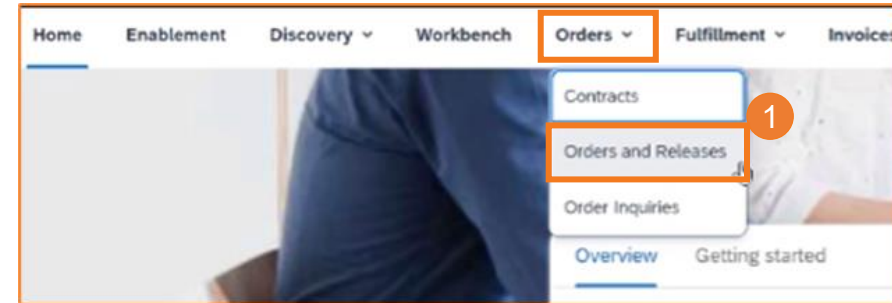 Home Enablement Discovery Workbench Orders Fulfillment Invoices
Contracts
1
Orders and Releases
Order Inquiries
Overview Getting started